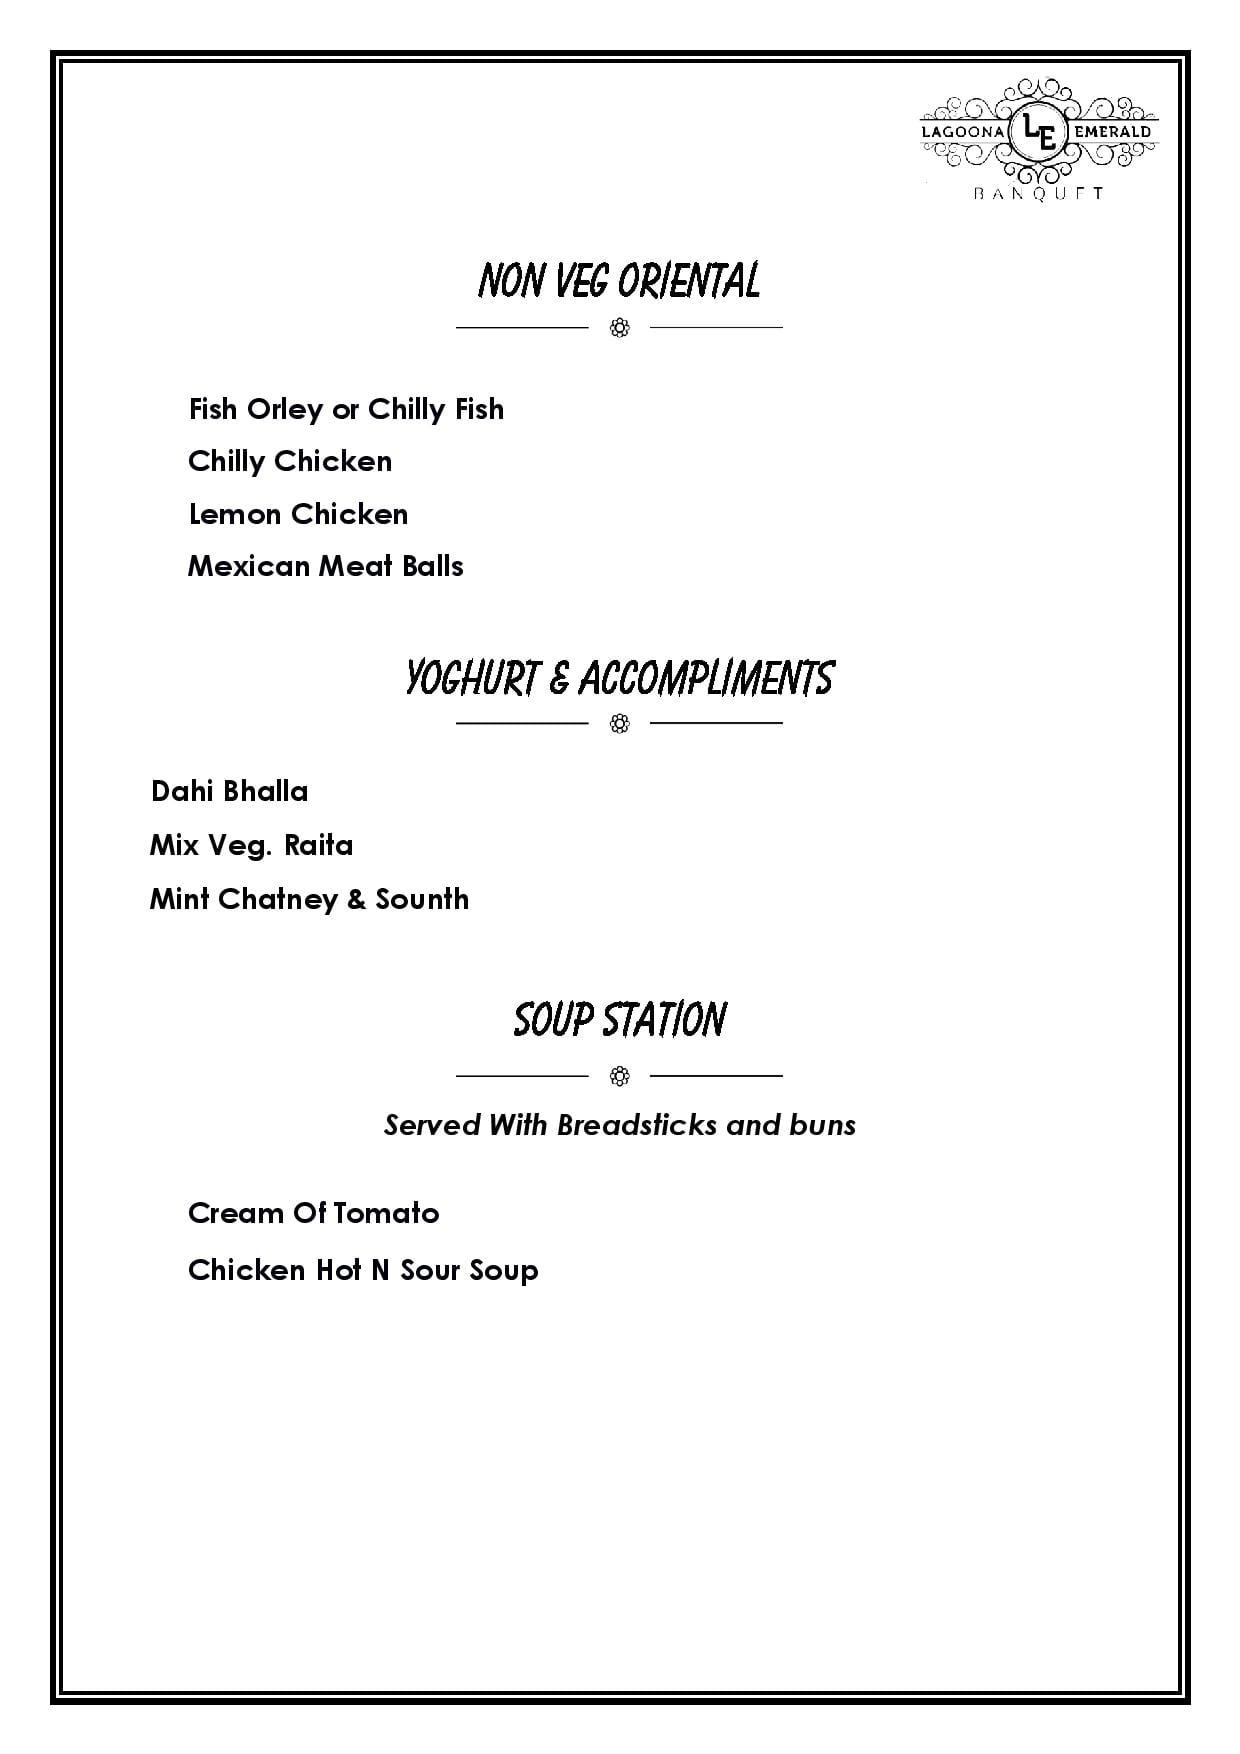 LAGOONA LE EMERALD
BANQUET
NON VEG ORIENTAL
Fish Orley or Chilly Fish
Chilly Chicken
Lemon Chicken
Mexican Meat Balls
YOGHURT & ACCOMPLIMENTS
Dahi Bhalla
Mix Veg. Raita
Mint Chatney & Sounth
SOUP STATION
Served With Breadsticks and buns
Cream Of Tomato
Chicken Hot N Sour Soup